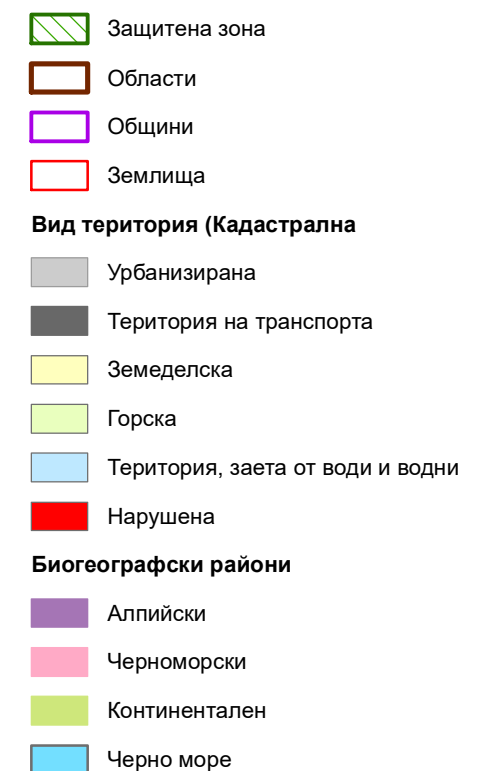 Защитена зона
Области
Общини
Землища
Вид територия (Кадастрална
Урбанизирана
Територия на транспорта
Земеделска
Горска
Територия, заета от води и водни
Нарушена
Биогеографски райони
Алпийски
Черноморски
Континентален
Черно море